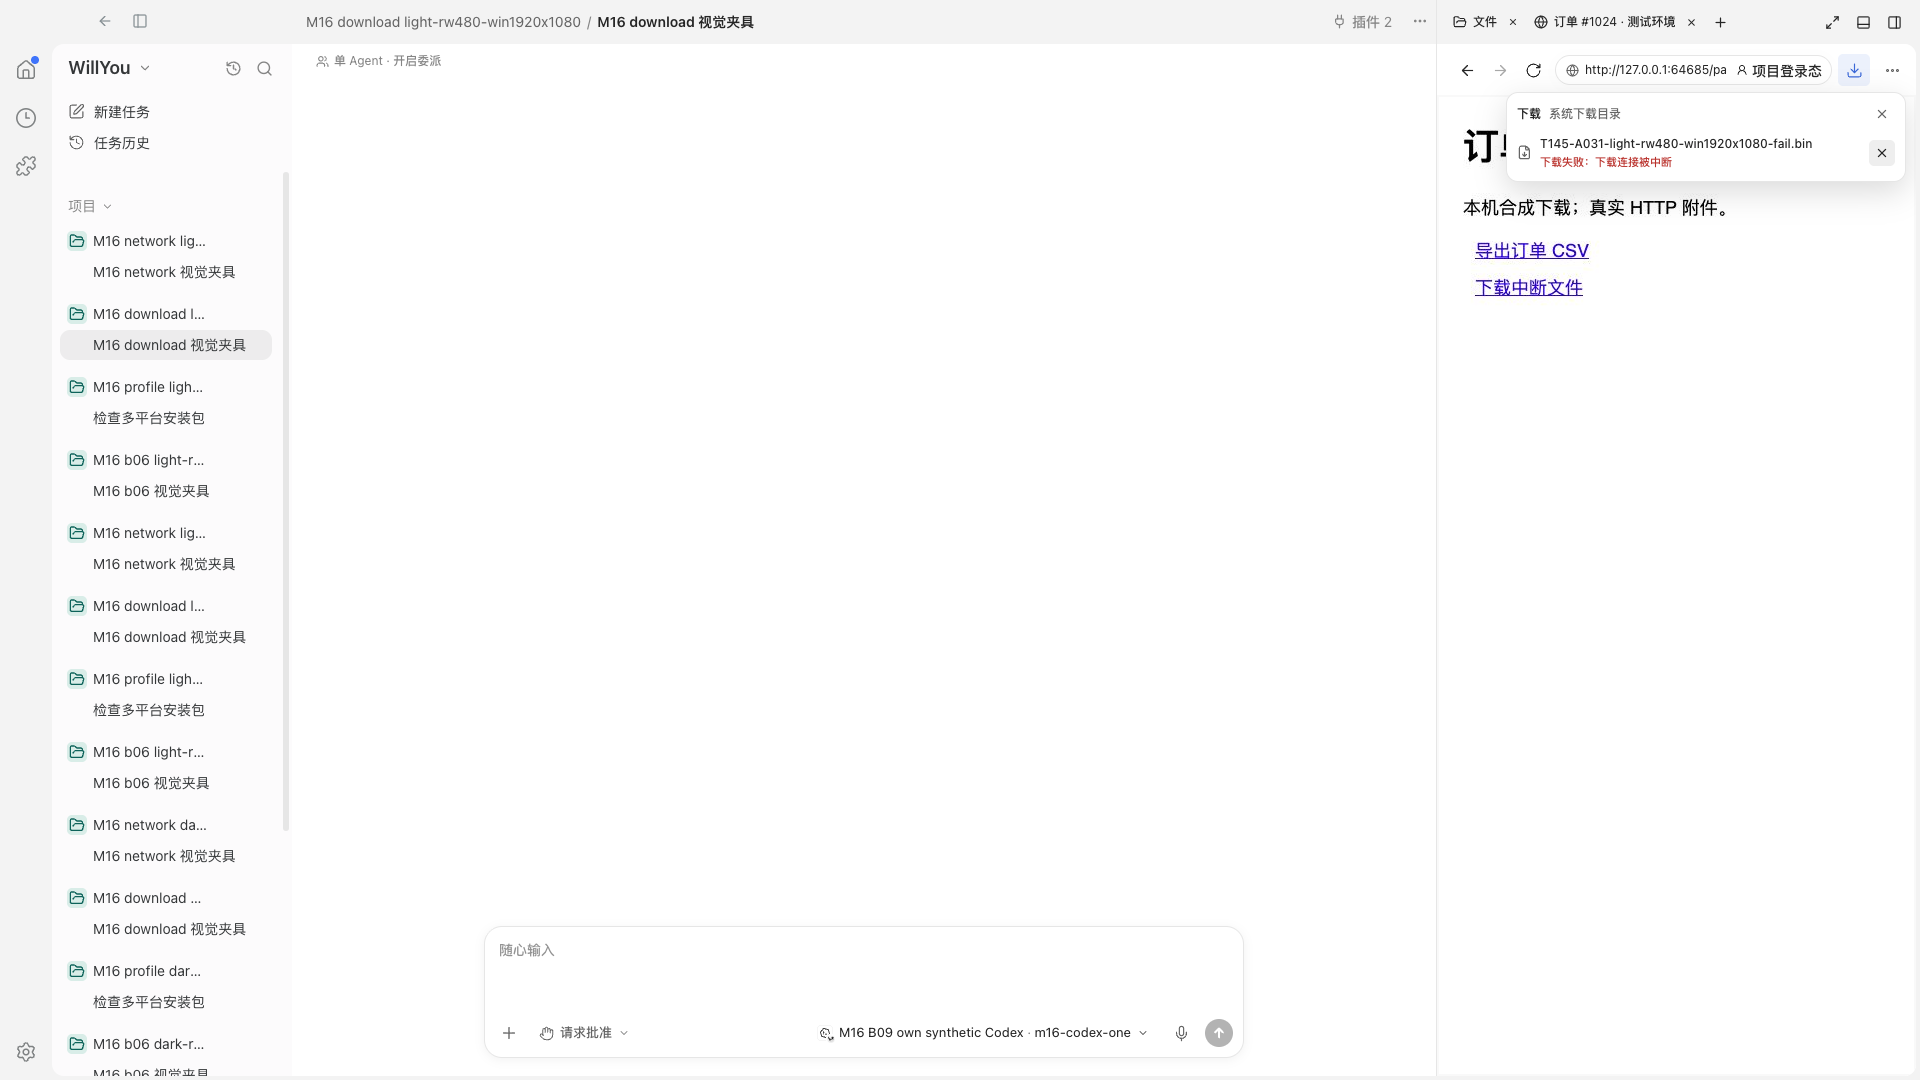 M16 download light-rw480-win1920x1080 / M16 download 视觉夹具
插件 2
文件
订单 #1024 · 测试环境
WillYou
新建任务
任务历史
项目
M16 network lig...
M16 network 视觉夹具
M16 download l...
M16 download 视觉夹具
M16 profile ligh...
检查多平台安装包
M16 b06 light-r...
M16 b06 视觉夹具
M16 network lig...
M16 network 视觉夹具
M16 download l...
M16 download 视觉夹具
M16 profile ligh...
检查多平台安装包
M16 b06 light-r...
M16 b06 视觉夹具
M16 network da...
M16 network 视觉夹具
M16 download ...
M16 download 视觉夹具
M16 profile dar...
检查多平台安装包
M16 b06 dark-r...
M16 b06 视觉夹具
单 Agent · 开启委派
随心输入
请求批准
M16 B09 own synthetic Codex · m16-codex-one
http://127.0.0.1:64685/pa
项目登录态
下载 系统下载目录
T145-A031-light-rw480-win1920x1080-fail.bin
下载失败：下载连接被中断
订
本机合成下载；真实 HTTP 附件。
导出订单 CSV
下载中断文件